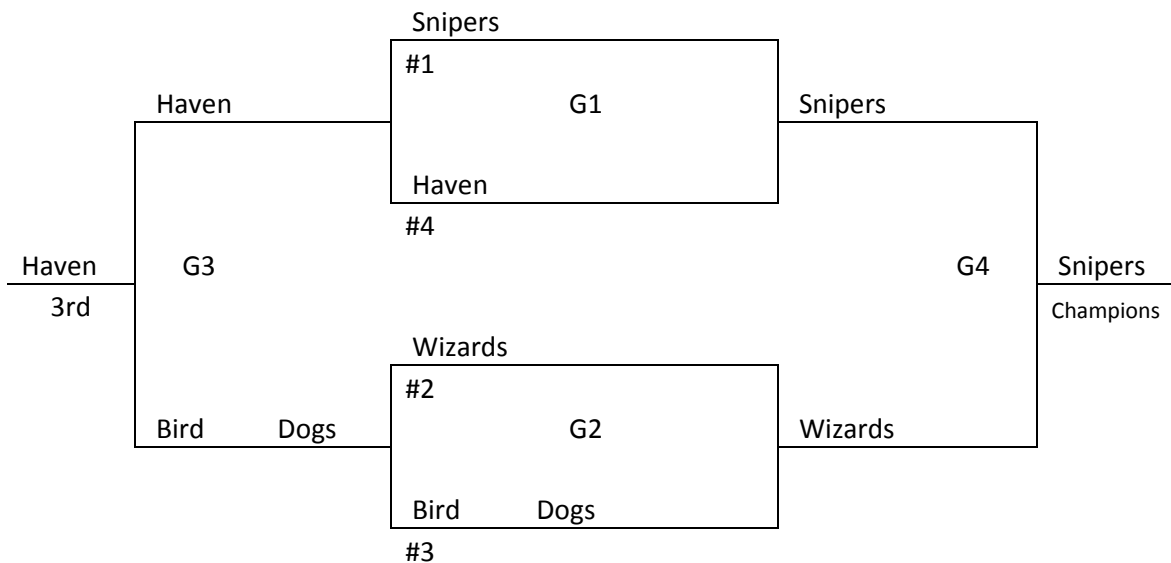 Snipers
#1
Haven G1 Snipers
Haven
#4
Haven G3 G4 Snipers
3rd Champions
Wizards
#2
Bird Dogs G2 Wizards
Bird Dogs
#3